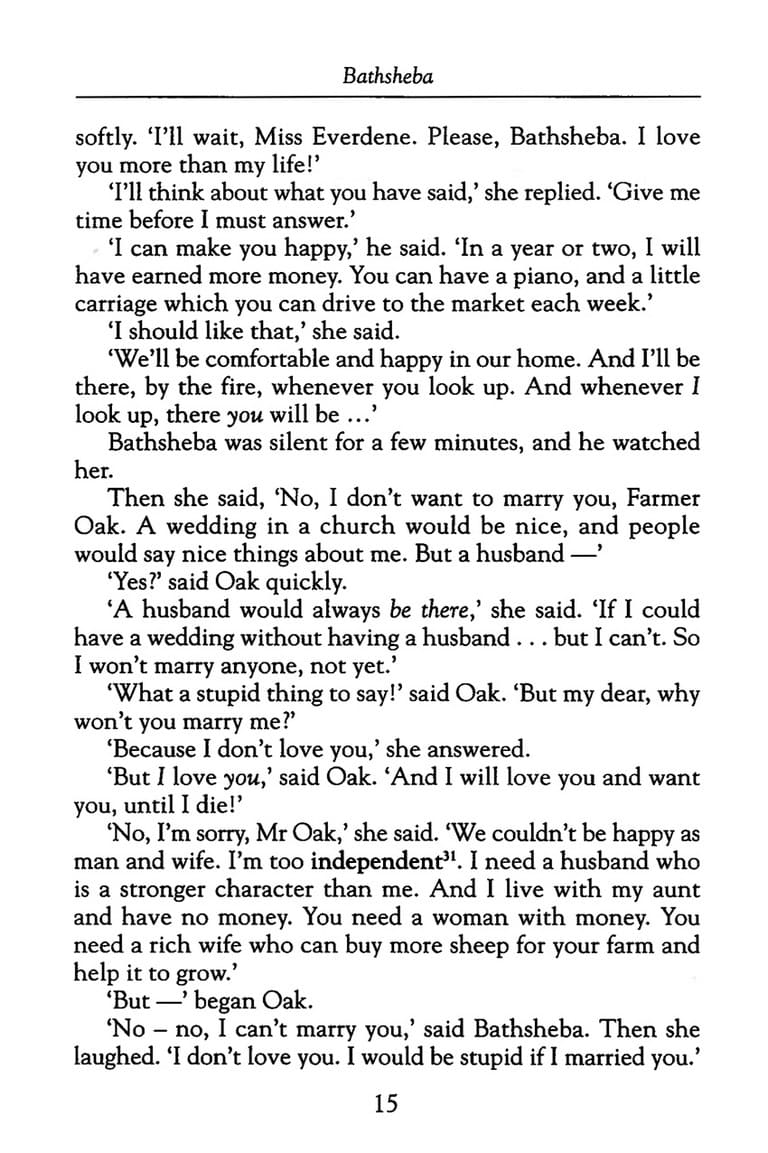 Bathsheba
softly. ‘I’ll wait, Miss Everdene. Please, Bathsheba. I love
you more than my life!’
‘I’ll think about what you have said,’ she replied. ‘Give me
time before I must answer.’
‘I can make you happy,’ he said. ‘In a year or two, I will
have earned more money. You can have a piano, and a little
carriage which you can drive to the market each week.’
‘I should like that,’ she said.
‘We’ll be comfortable and happy in our home. And I’ll be
there, by the fire, whenever you look up. And whenever I
look up, there you will be ...’
Bathsheba was silent for a few minutes, and he watched
her.
Then she said, ‘No, I don’t want to marry you, Farmer
Oak. A wedding in a church would be nice, and people
would say nice things about me. But a husband —’
‘Yes?’ said Oak quickly.
‘A husband would always be there,’ she said. ‘If I could
have a wedding without having a husband . . . but I can’t. So
I won’t marry anyone, not yet.’
‘What a stupid thing to say!’ said Oak. ‘But my dear, why
won’t you marry me?’
‘Because I don’t love you,’ she answered.
‘But I love you,’ said Oak. ‘And I will love you and want
you, until I die!’
‘No, I’m sorry, Mr Oak,’ she said. ‘We couldn’t be happy as
man and wife. I’m too independent³¹. I need a husband who
is a stronger character than me. And I live with my aunt
and have no money. You need a woman with money. You
need a rich wife who can buy more sheep for your farm and
help it to grow.’
‘But —’ began Oak.
‘No – no, I can’t marry you,’ said Bathsheba. Then she
laughed. ‘I don’t love you. I would be stupid if I married you.’
15